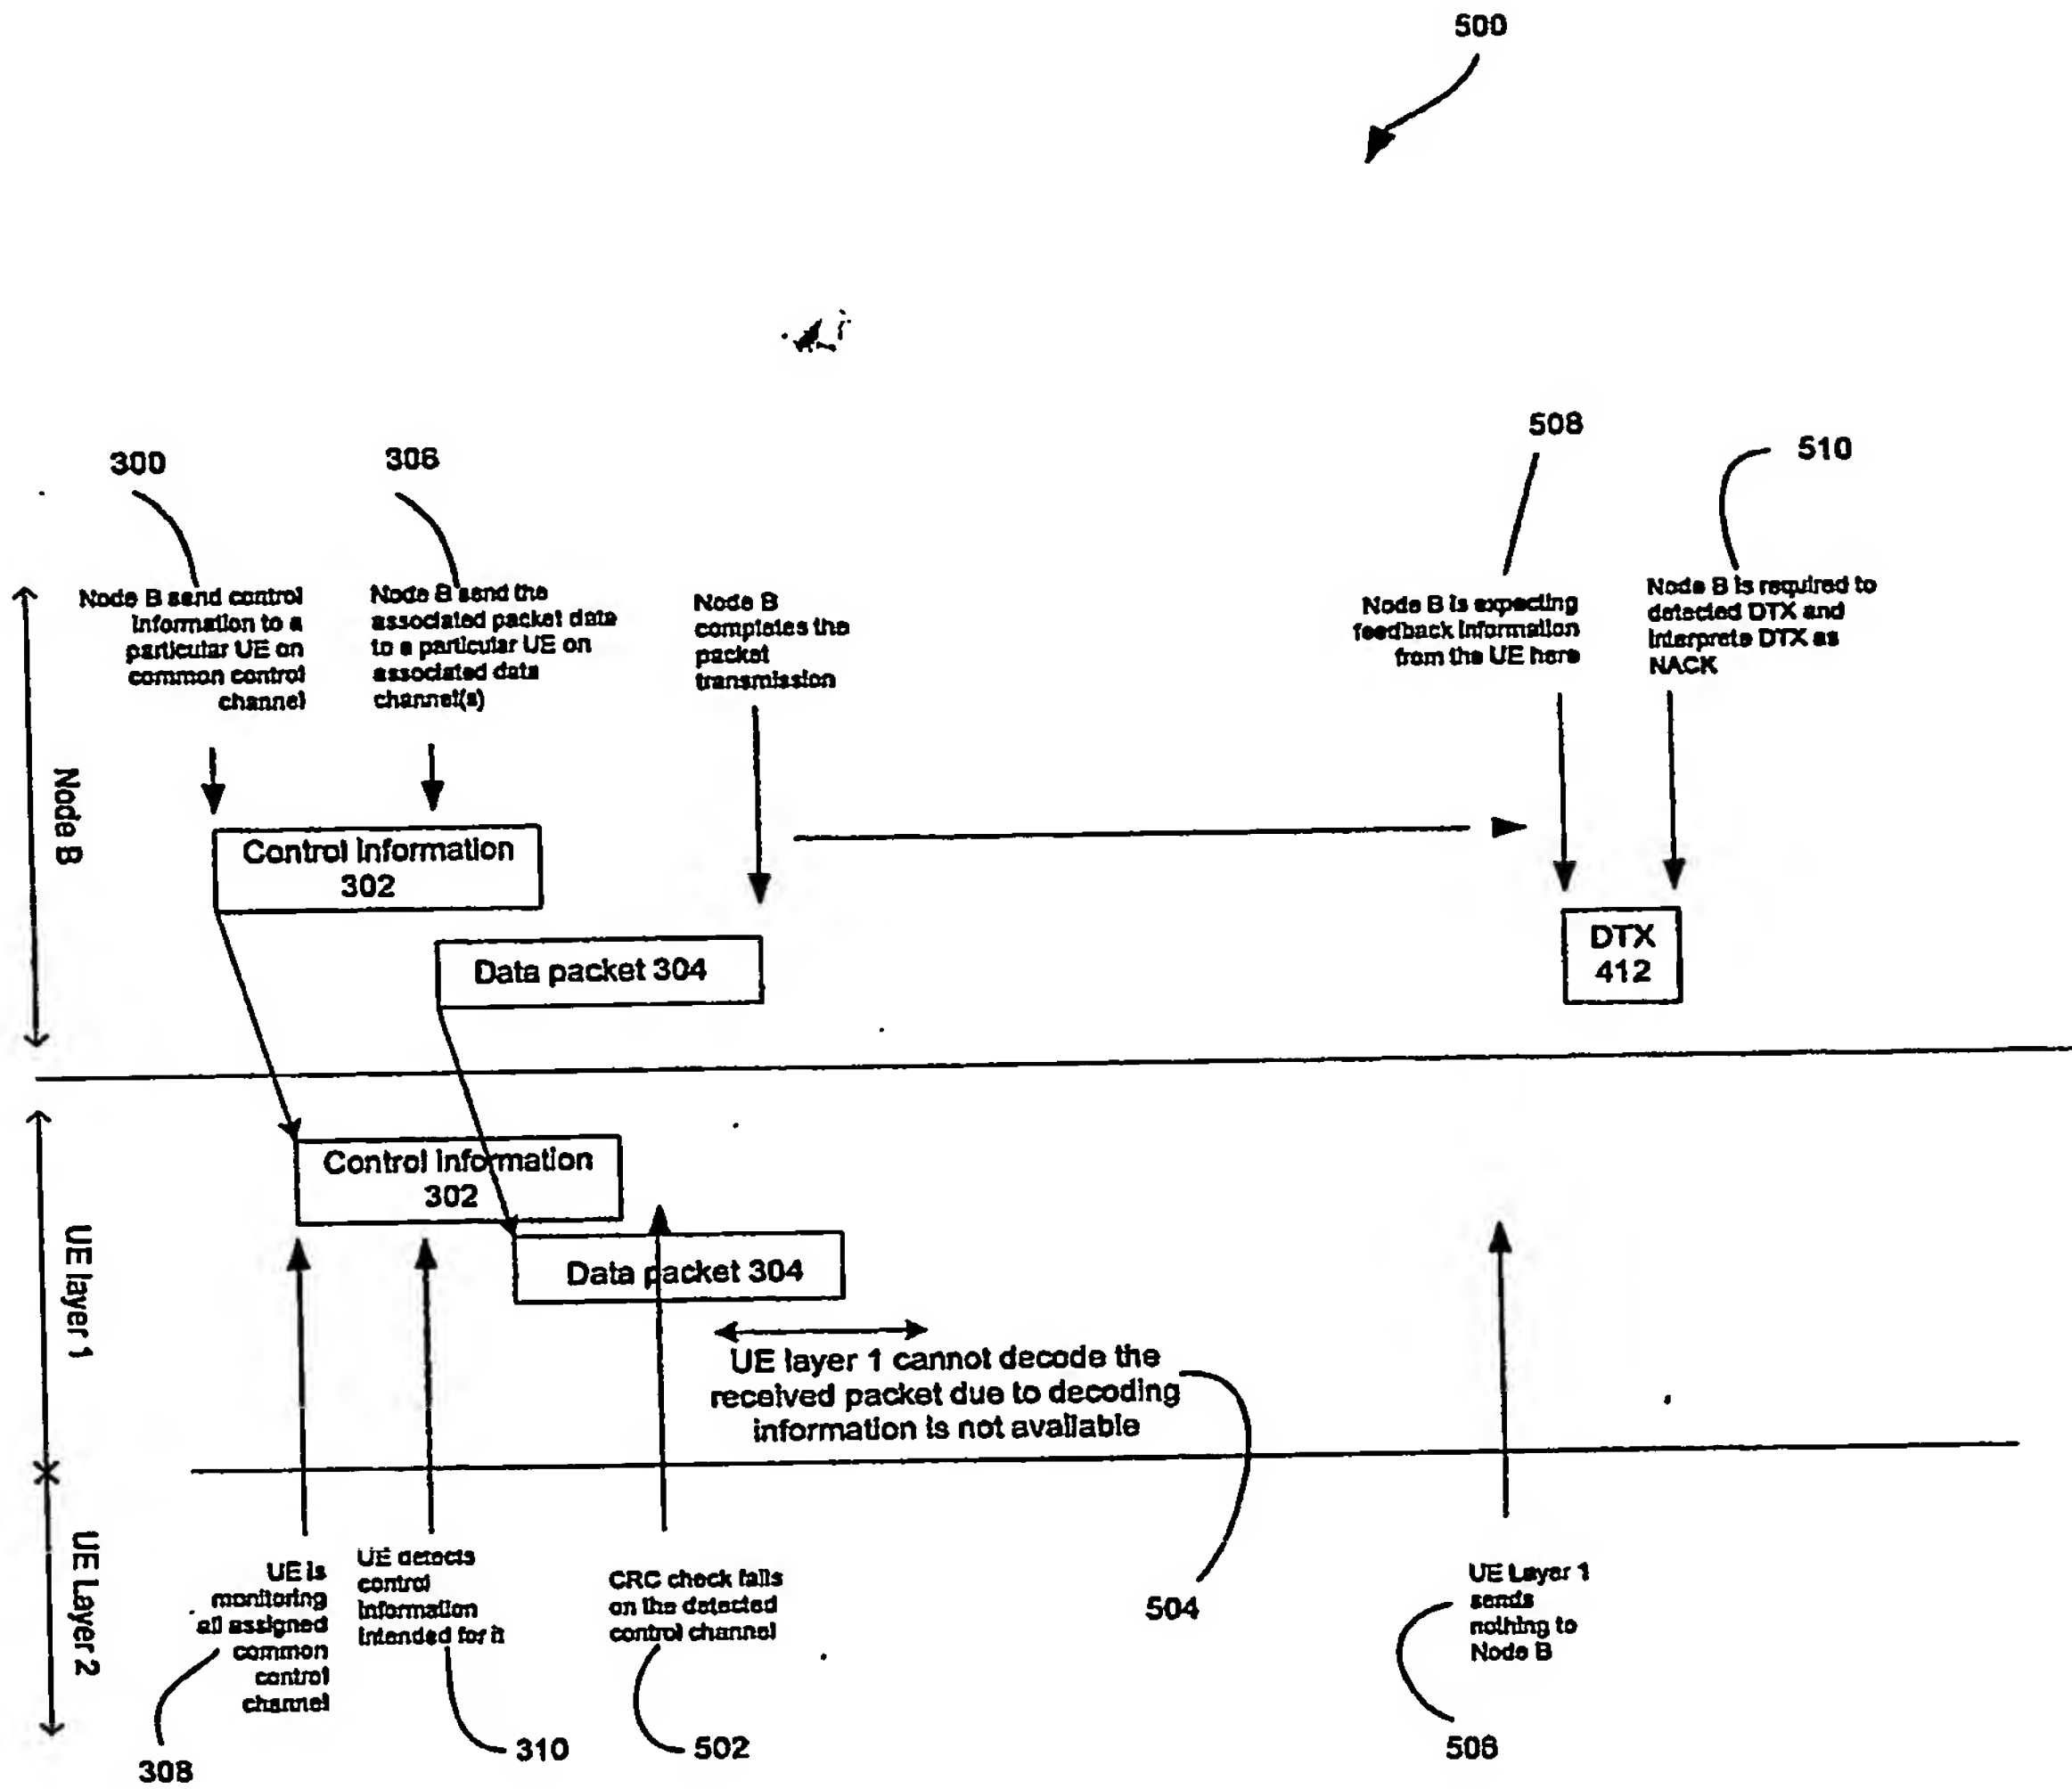 500
300
306
508
510
Node B send control
information to a
particular UE on
common control
channel
Node B send the
associated packet data
to a particular UE on
associated data
channel(s)
Node B
completes the
packet
transmission
Node B is expecting
feedback information
from the UE here
Node B is required to
detected DTX and
interprete DTX as
NACK
Node B
Control Information
302
Data packet 304
DTX
412
UE layer 1
Control Information
302
Data packet 304
UE layer 1 cannot decode the
received packet due to decoding
information is not available
504
UE Layer 2
UE is
monitoring
all assigned
common
control
channel
UE detects
control
information
intended for it
CRC check fails
on the detected
control channel
UE Layer 1
sends
nothing to
Node B
308
310
502
506